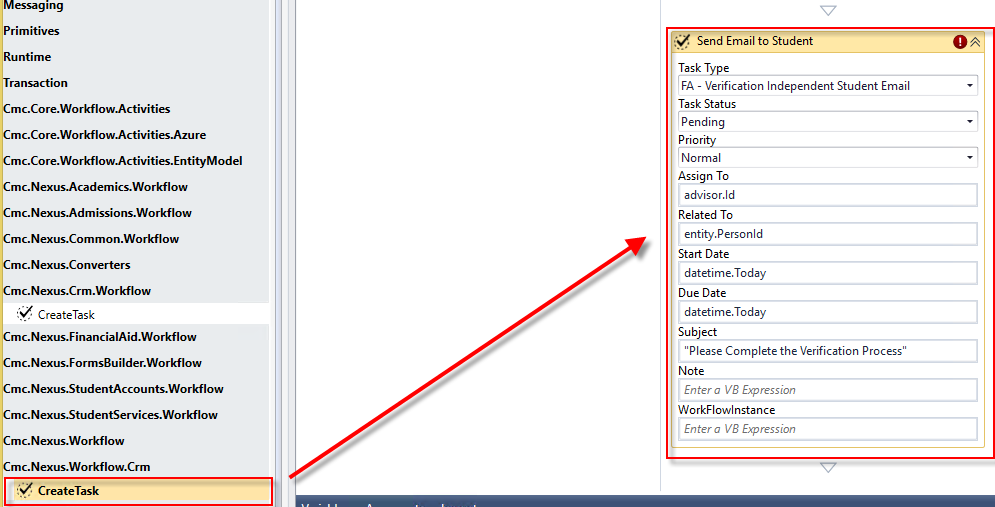 Messaging
Primitives
Runtime
Transaction
Cmc.Core.Workflow.Activities
Cmc.Core.Workflow.Activities.Azure
Cmc.Core.Workflow.Activities.EntityModel
Cmc.Nexus.Academics.Workflow
Cmc.Nexus.Admissions.Workflow
Cmc.Nexus.Common.Workflow
Cmc.Nexus.Converters
Cmc.Nexus.Crm.Workflow
CreateTask
Cmc.Nexus.FinancialAid.Workflow
Cmc.Nexus.FormsBuilder.Workflow
Cmc.Nexus.StudentAccounts.Workflow
Cmc.Nexus.StudentServices.Workflow
Cmc.Nexus.Workflow
Cmc.Nexus.Workflow.Crm
CreateTask
Send Email to Student
Task Type
FA - Verification Independent Student Email
Task Status
Pending
Priority
Normal
Assign To
advisor.Id
Related To
entity.PersonId
Start Date
datetime.Today
Due Date
datetime.Today
Subject
"Please Complete the Verification Process"
Note
Enter a VB Expression
WorkFlowInstance
Enter a VB Expression